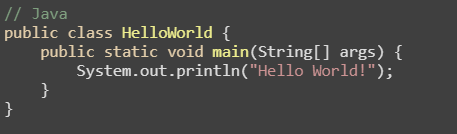 // Java
public class HelloWorld {
    public static void main(String[] args) {
        System.out.println("Hello World!");
    }
}